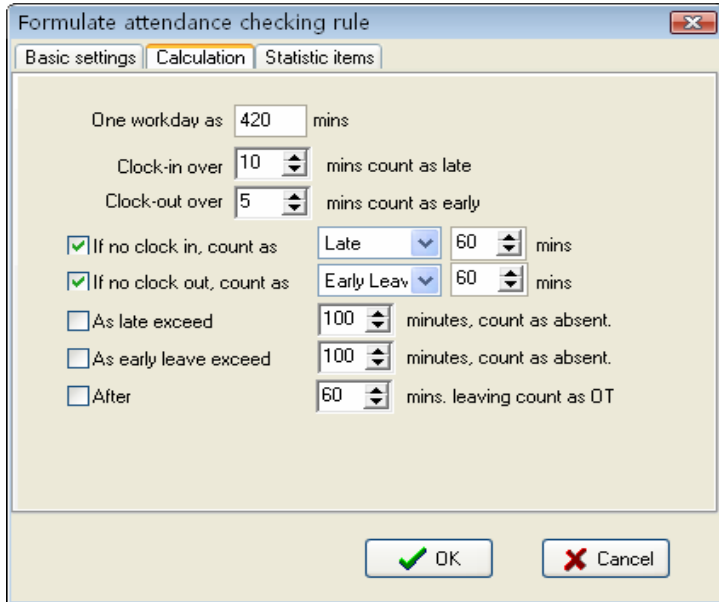 Formulate attendance checking rule
Basic settings Calculation Statistic items
One workday as 420 mins
Clock-in over 10 mins count as late
Clock-out over 5 mins count as early
If no clock in, count as Late 60 mins
If no clock out, count as Early Leav 60 mins
As late exceed 100 minutes, count as absent.
As early leave exceed 100 minutes, count as absent.
After 60 mins. leaving count as OT
OK Cancel